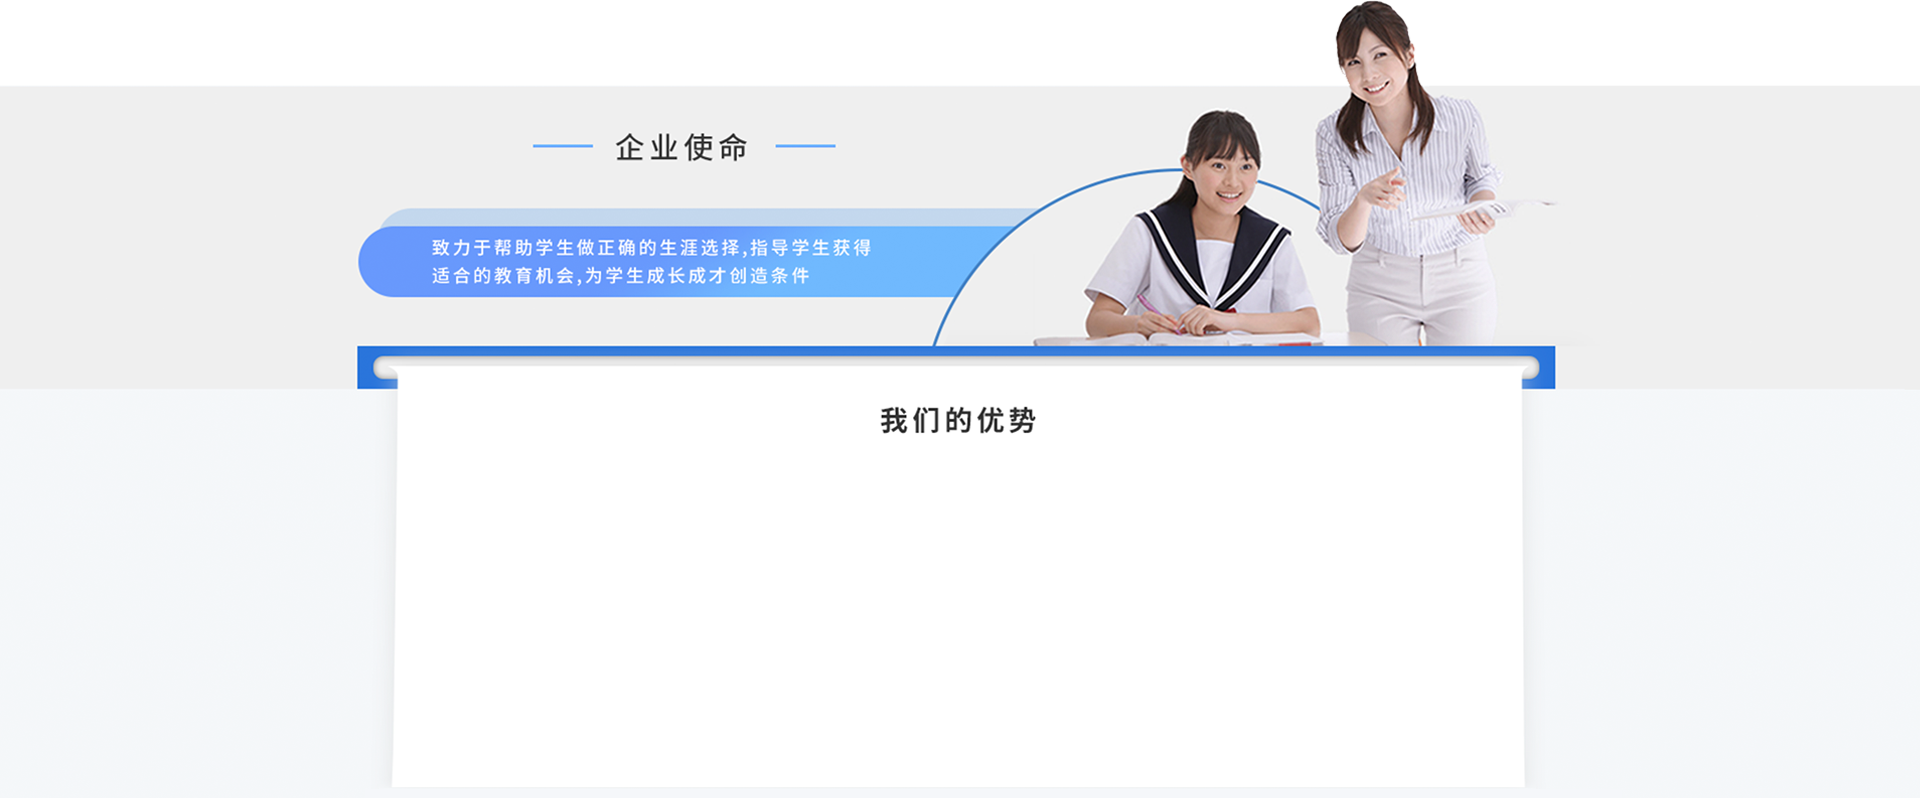 企业使命
致力于帮助学生做正确的生涯选择,指导学生获得
适合的教育机会,为学生成长成才创造条件
我们的优势